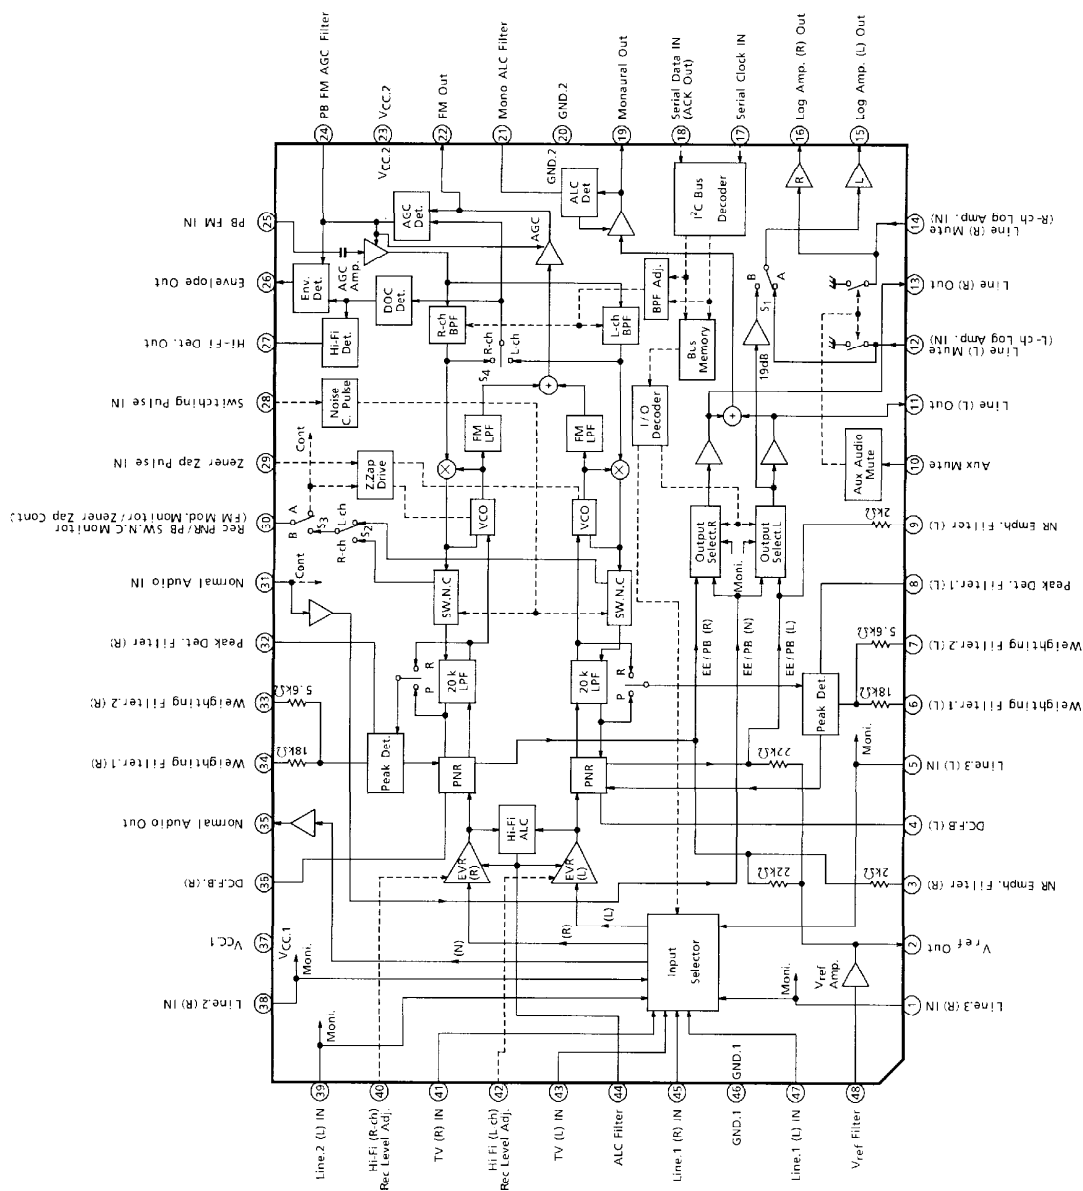 24
PB FM AGC Filter
23
VCC.2
22
FM Out
21
Mono ALC Filter
20
GND.2
19
Monaural Out
18
Serial Data IN
(ACK Out)
17
Serial Clock IN
16
Log Amp. (R) Out
15
Log Amp. (L) Out
25
PB FM IN
26
Envelope Out
27
Hi-Fi Det. Out
28
Switching Pulse IN
29
Zener Zap Pulse IN
30
Rec PNR/PB SW.N.C Monitor
(FM Mod. Monitor/Zener Zap Cont)
31
Normal Audio IN
32
Peak Det. Filter (R)
33
Weighting Filter.2 (R)
34
Weighting Filter.1 (R)
35
Normal Audio Out
36
DC.F.B. (R)
37
VCC.1
38
Line.2 (R) IN
14
Line (R) Mute
(R-ch Log Amp. IN)
13
Line (R) Out
12
Line (L) Mute
(L-ch Log Amp. IN)
11
Line (L) Out
10
Aux Mute
9
NR Emph. Filter (L)
8
Peak Det. Filter.1 (L)
7
Weighting Filter.2 (L)
6
Weighting Filter.1 (L)
5
Line.3 (L) IN
4
DC.F.B (L)
3
NR Emph. Filter (R)
2
Vref Out
1
Line.3 (R) IN
39
Line.2 (L) IN
40
Hi-Fi (R-ch)
Rec Level Adj.
41
TV (R) IN
42
Hi-Fi (L-ch)
Rec Level Adj.
43
TV (L) IN
44
ALC Filter
45
Line.1 (R) IN
46
GND.1
47
Line.1 (L) IN
48
Vref Filter
VCC.2
GND.2
AGC
Det.
ALC
Det
I²C Bus
Decoder
R
L
AGC
Amp.
AGC
Env.
Det.
DOC
Det.
Hi-Fi
Det.
R-ch
BPF
L-ch
BPF
BPF Adj.
Bus
Memory
S4
R-ch
L-ch
B
A
S1
19dB
Noise
C. Pulse
Cont
FM
LPF
FM
LPF
I/O
Decoder
Z.Zap
Drive
VCO
VCO
Aux Audio
Mute
A
B
S3
L-ch
R-ch
S2
Cont
SW.N.C
SW.N.C
Output
Select.R
Output
Select.L
Moni.
2kΩ
EE/PB (R)
EE/PB (N)
EE/PB (L)
20 k
LPF
20 k
LPF
P
R
P
R
5.6kΩ
18kΩ
5.6kΩ
18kΩ
Peak Det.
Peak Det.
PNR
PNR
22kΩ
Moni.
Hi-Fi
ALC
EVR
(R)
EVR
(L)
22kΩ
2kΩ
VCC.1
Moni.
(N)
(R)
(L)
Input
Selector
Moni.
Vref
Amp.
Moni.
GND.1